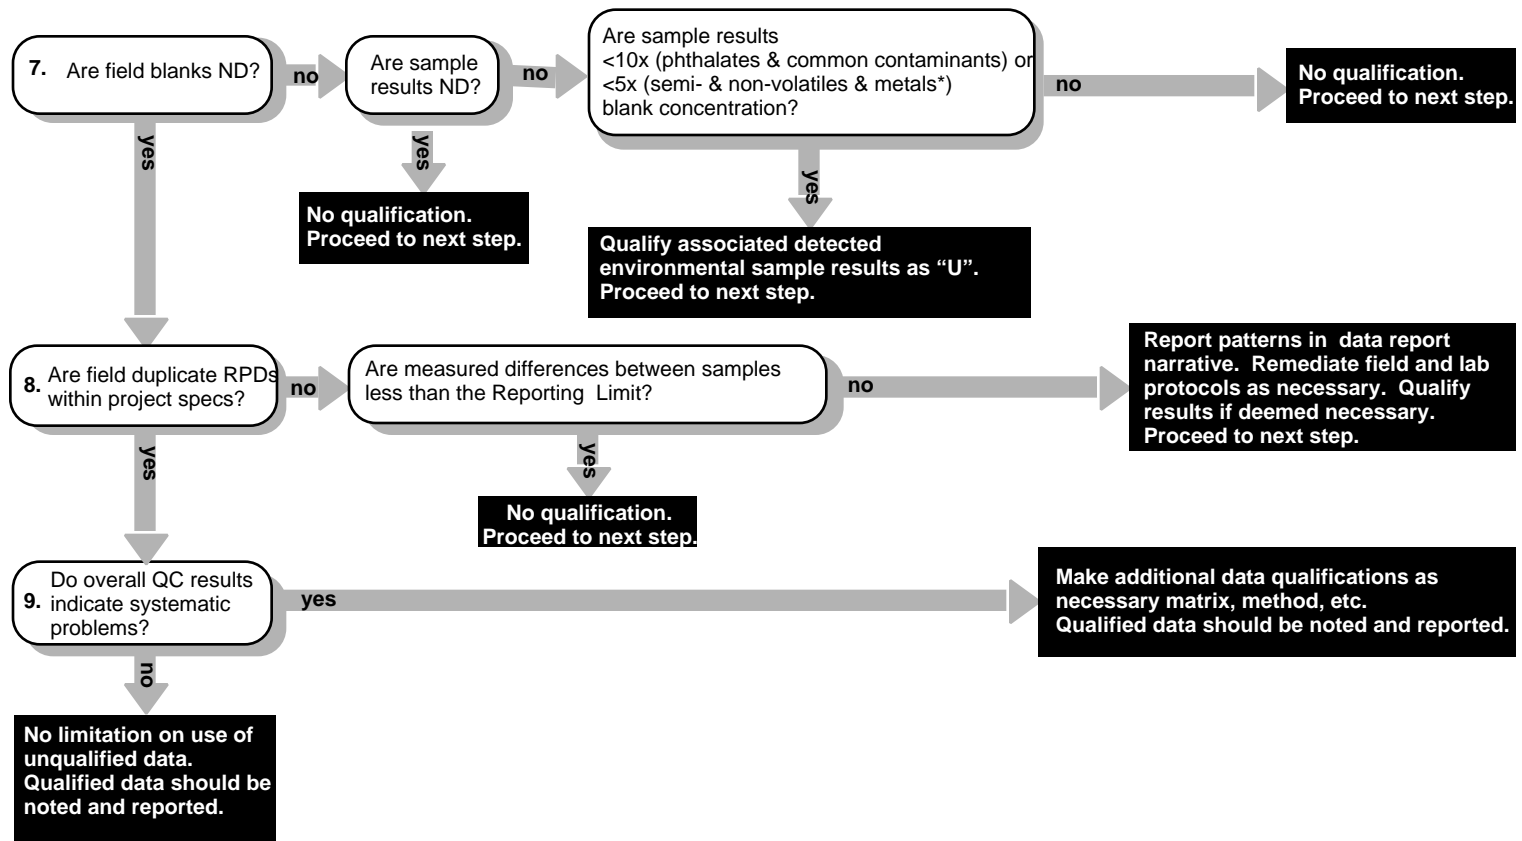 7. Are field blanks ND?
no
Are sample
results ND?
no
Are sample results
<10x (phthalates & common contaminants) or
<5x (semi- & non-volatiles & metals*)
blank concentration?
no
No qualification.
Proceed to next step.
yes
yes
yes
No qualification.
Proceed to next step.
Qualify associated detected
environmental sample results as “U”.
Proceed to next step.
8. Are field duplicate RPDs
within project specs?
no
Are measured differences between samples
less than the Reporting Limit?
no
Report patterns in data report
narrative. Remediate field and lab
protocols as necessary. Qualify
results if deemed necessary.
Proceed to next step.
yes
yes
No qualification.
Proceed to next step.
9. Do overall QC results
indicate systematic
problems?
yes
Make additional data qualifications as
necessary matrix, method, etc.
Qualified data should be noted and reported.
no
No limitation on use of
unqualified data.
Qualified data should be
noted and reported.